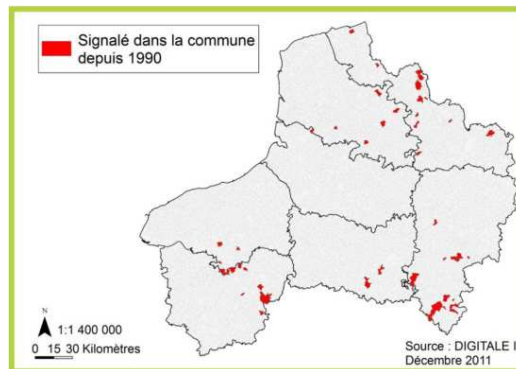 Signalé dans la commune
depuis 1990
N
1:1 400 000
0 15 30 Kilomètres
Source : DIGITALE I
Décembre 2011